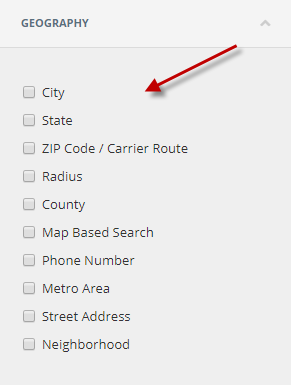 GEOGRAPHY
City
State
ZIP Code / Carrier Route
Radius
County
Map Based Search
Phone Number
Metro Area
Street Address
Neighborhood